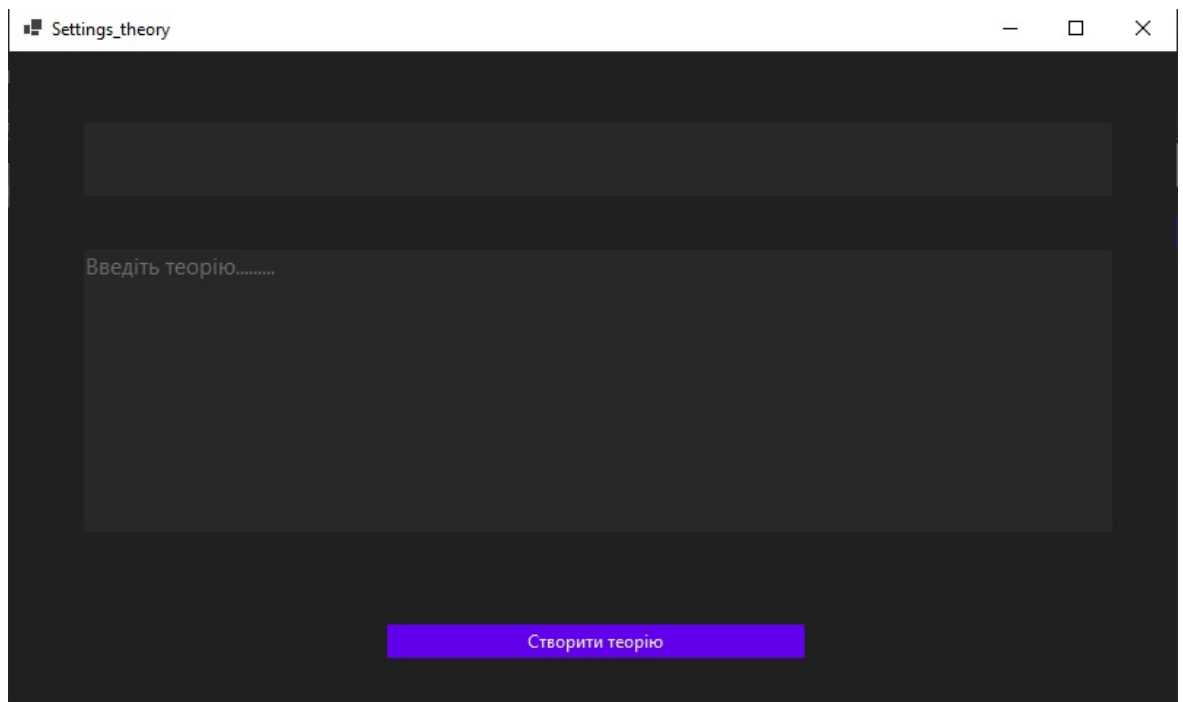 Settings_theory
Введіть теорію.........
Створити теорію